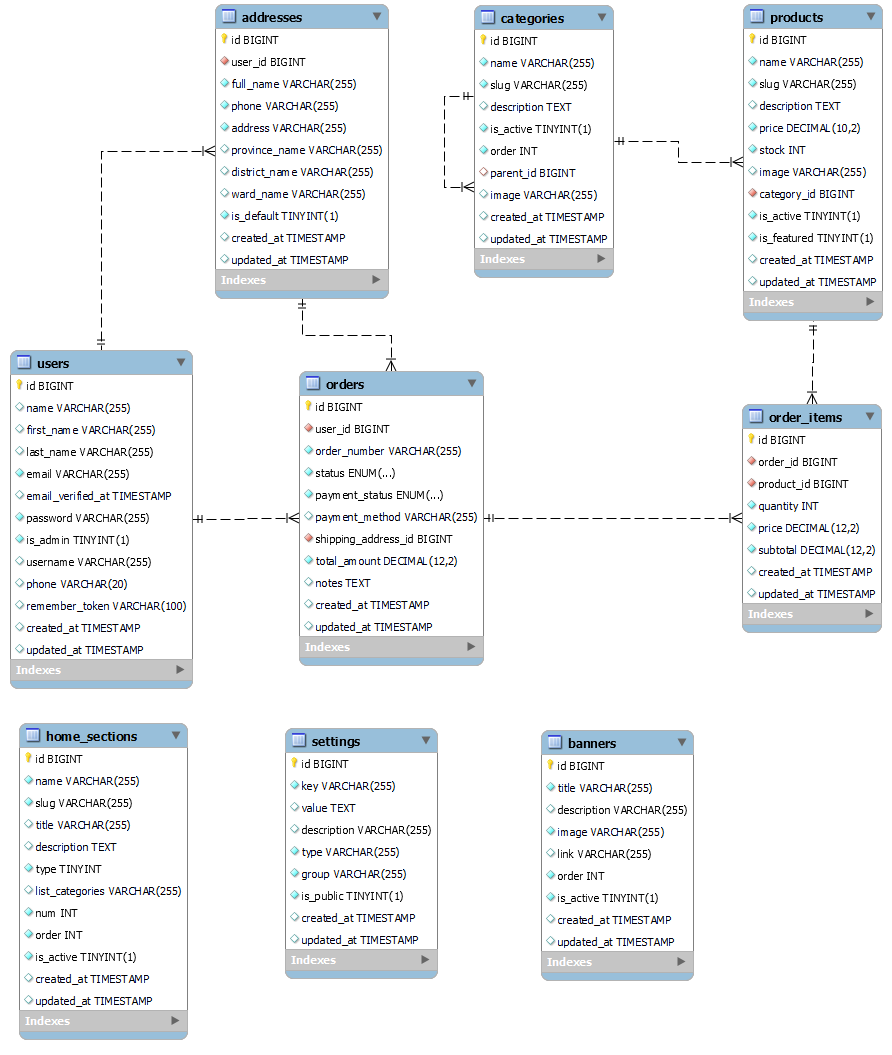 addresses
id BIGINT
user_id BIGINT
full_name VARCHAR(255)
phone VARCHAR(255)
address VARCHAR(255)
province_name VARCHAR(255)
district_name VARCHAR(255)
ward_name VARCHAR(255)
is_default TINYINT(1)
created_at TIMESTAMP
updated_at TIMESTAMP
Indexes
categories
id BIGINT
name VARCHAR(255)
slug VARCHAR(255)
description TEXT
is_active TINYINT(1)
order INT
parent_id BIGINT
image VARCHAR(255)
created_at TIMESTAMP
updated_at TIMESTAMP
Indexes
products
id BIGINT
name VARCHAR(255)
slug VARCHAR(255)
description TEXT
price DECIMAL(10,2)
stock INT
image VARCHAR(255)
category_id BIGINT
is_active TINYINT(1)
is_featured TINYINT(1)
created_at TIMESTAMP
updated_at TIMESTAMP
Indexes
users
id BIGINT
name VARCHAR(255)
first_name VARCHAR(255)
last_name VARCHAR(255)
email VARCHAR(255)
email_verified_at TIMESTAMP
password VARCHAR(255)
is_admin TINYINT(1)
username VARCHAR(255)
phone VARCHAR(20)
remember_token VARCHAR(100)
created_at TIMESTAMP
updated_at TIMESTAMP
Indexes
orders
id BIGINT
user_id BIGINT
order_number VARCHAR(255)
status ENUM(...)
payment_status ENUM(...)
payment_method VARCHAR(255)
shipping_address_id BIGINT
total_amount DECIMAL(12,2)
notes TEXT
created_at TIMESTAMP
updated_at TIMESTAMP
Indexes
order_items
id BIGINT
order_id BIGINT
product_id BIGINT
quantity INT
price DECIMAL(12,2)
subtotal DECIMAL(12,2)
created_at TIMESTAMP
updated_at TIMESTAMP
Indexes
home_sections
id BIGINT
name VARCHAR(255)
slug VARCHAR(255)
title VARCHAR(255)
description TEXT
type TINYINT
list_categories VARCHAR(255)
num INT
order INT
is_active TINYINT(1)
created_at TIMESTAMP
updated_at TIMESTAMP
Indexes
settings
id BIGINT
key VARCHAR(255)
value TEXT
description VARCHAR(255)
type VARCHAR(255)
group VARCHAR(255)
is_public TINYINT(1)
created_at TIMESTAMP
updated_at TIMESTAMP
Indexes
banners
id BIGINT
title VARCHAR(255)
description VARCHAR(255)
image VARCHAR(255)
link VARCHAR(255)
order INT
is_active TINYINT(1)
created_at TIMESTAMP
updated_at TIMESTAMP
Indexes